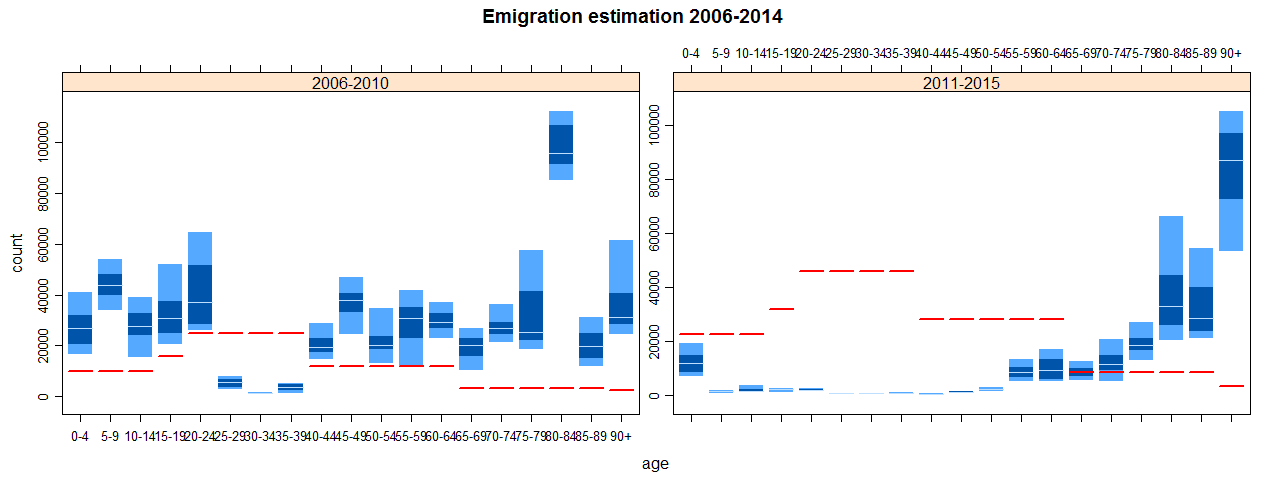 Emigration estimation 2006-2014
0-4 5-9 10-14 15-19 20-24 25-29 30-34 35-39 40-44 45-49 50-54 55-59 60-64 65-69 70-74 75-79 80-84 85-89 90+
2006-2010
2011-2015
count
0 20000 40000 60000 80000 100000
0 20000 40000 60000 80000 100000
0-4 5-9 10-14 15-19 20-24 25-29 30-34 35-39 40-44 45-49 50-54 55-59 60-64 65-69 70-74 75-79 80-84 85-89 90+
age